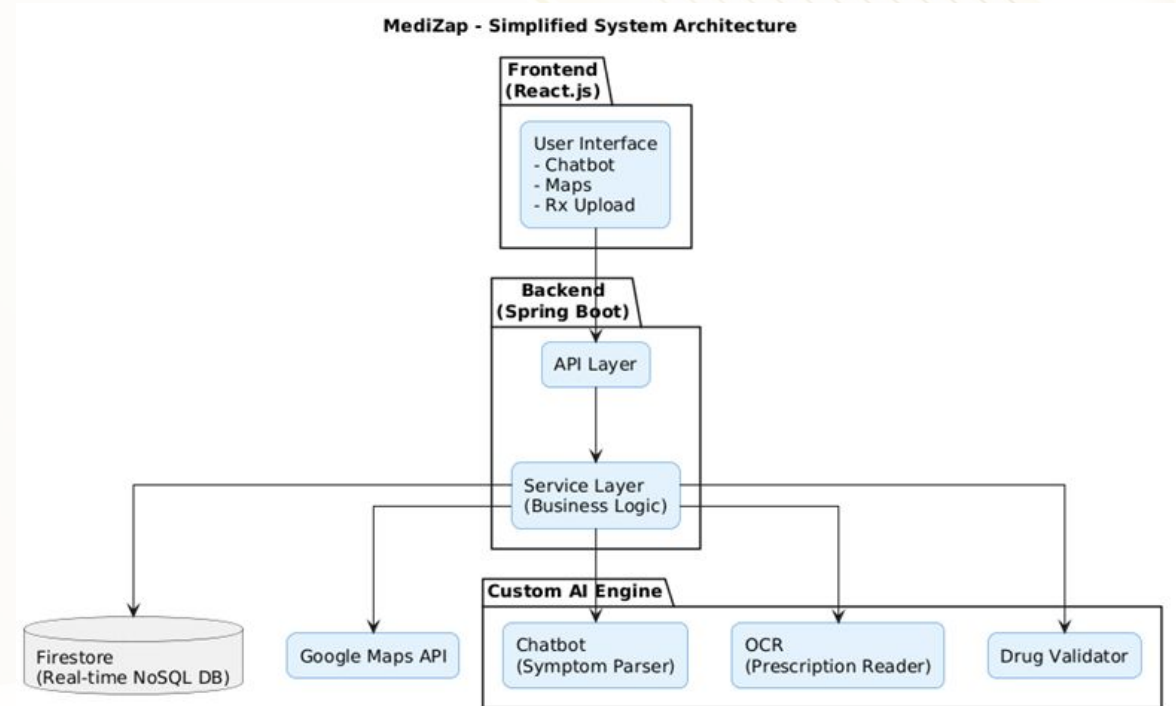 MediZap - Simplified System Architecture
Frontend
(React.js)
User Interface
- Chatbot
- Maps
- Rx Upload
Backend
(Spring Boot)
API Layer
Service Layer
(Business Logic)
Custom AI Engine
Firestore
(Real-time NoSQL DB)
Google Maps API
Chatbot
(Symptom Parser)
OCR
(Prescription Reader)
Drug Validator